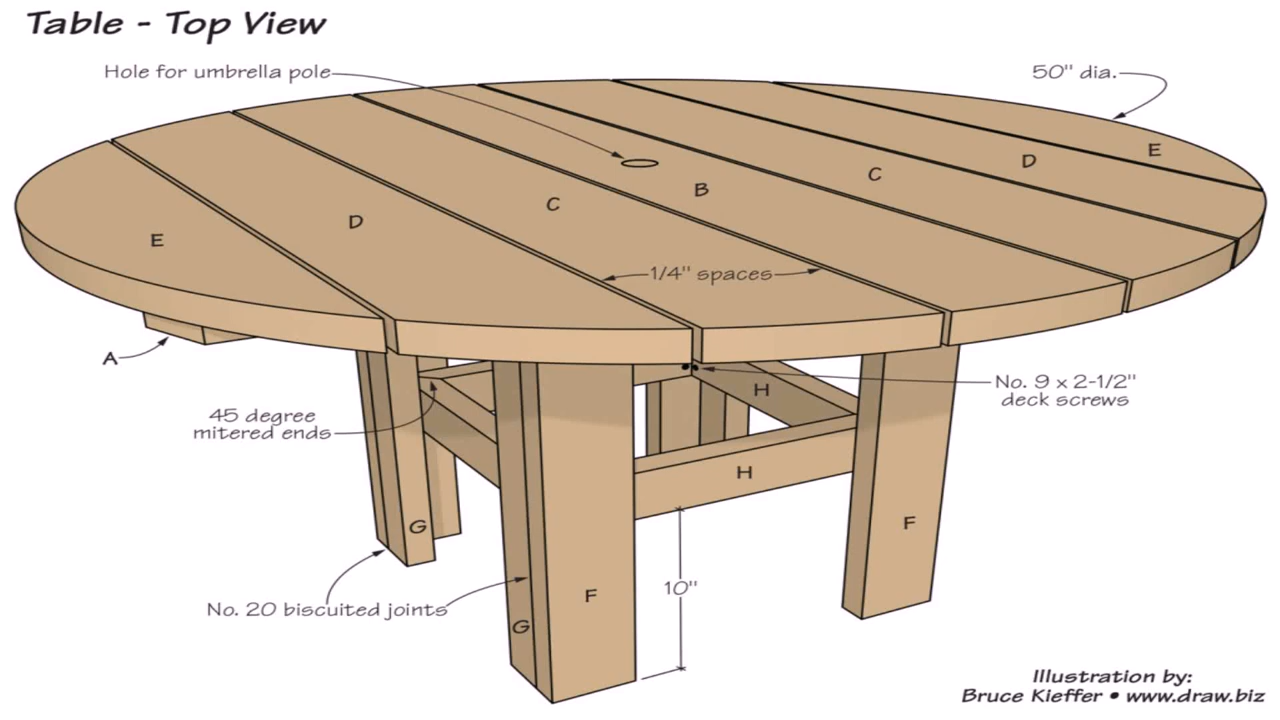 Table - Top View
Hole for umbrella pole
50" dia.
E
D
C
B
C
D
E
1/4" spaces
A
45 degree
mitered ends
H
No. 9 x 2-1/2"
deck screws
H
G
F
10"
F
No. 20 biscuited joints
G
Illustration by:
Bruce Kieffer • www.draw.biz